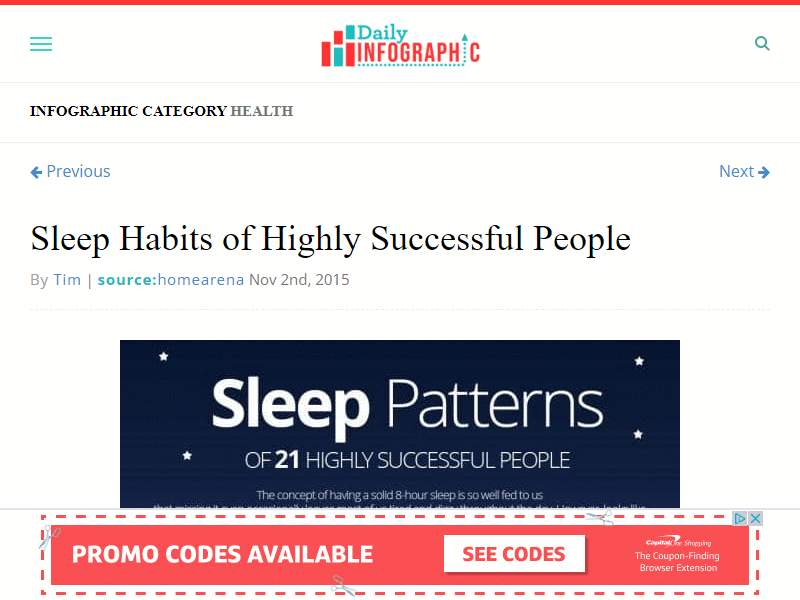 Daily
INFOGRAPHIC
INFOGRAPHIC CATEGORY HEALTH
Previous
Next
Sleep Habits of Highly Successful People
By Tim | source:homearena Nov 2nd, 2015
Sleep Patterns
OF 21 HIGHLY SUCCESSFUL PEOPLE
The concept of having a solid 8-hour sleep is so well fed to us
PROMO CODES AVAILABLE
SEE CODES
Capital One Shopping
The Coupon-Finding
Browser Extension